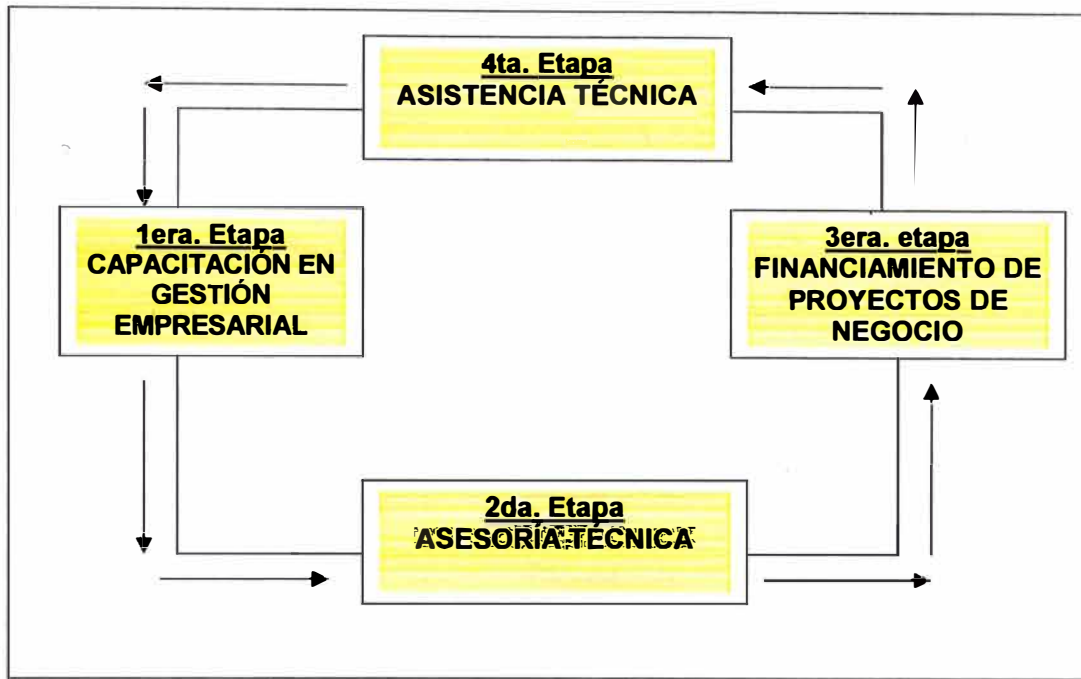 4ta. Etapa
ASISTENCIA TÉCNICA
1era. Etapa
CAPACITACIÓN EN
GESTIÓN
EMPRESARIAL
3era. etapa
FINANCIAMIENTO DE
PROYECTOS DE
NEGOCIO
2da. Etapa
ASESORÍA TÉCNICA